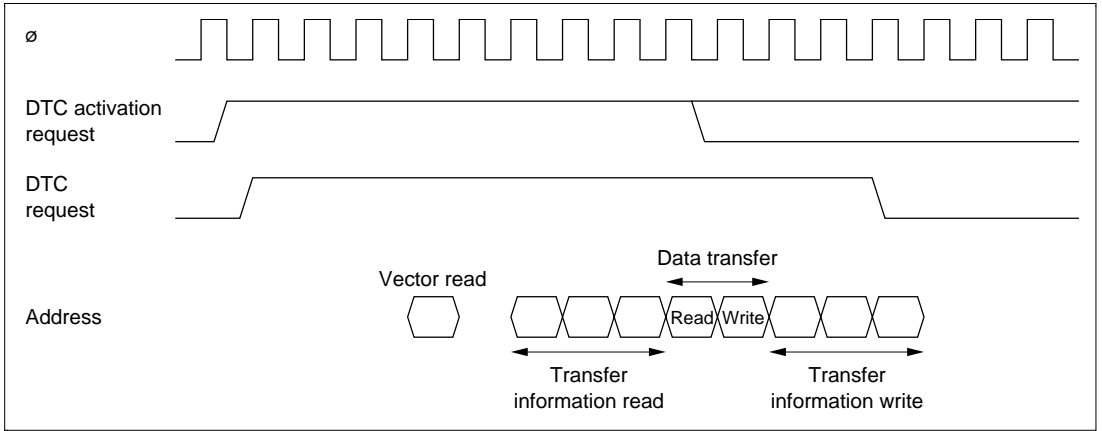 ø
DTC activation
request
DTC
request
Data transfer
Vector read
Address
Read
Write
Transfer
information read
Transfer
information write